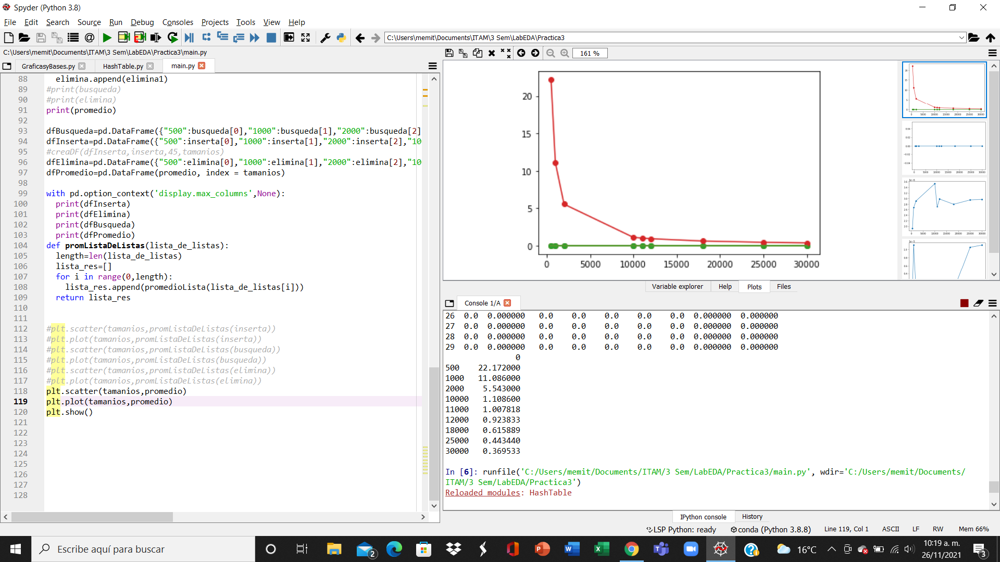 Spyder (Python 3.8)
File Edit Search Source Run Debug Consoles Projects Tools View Help
C:\Users\memit\Documents\ITAM\3 Sem\LabEDA\Practica3
C:\Users\memit\Documents\ITAM\3 Sem\LabEDA\Practica3\main.py
GraficasyBases.py HashTable.py main.py
88 elimina.append(elimina1)
89 #print(busqueda)
90 #print(elimina)
91 print(promedio)
92
93 dfBusqueda=pd.DataFrame({"500":busqueda[0],"1000":busqueda[1],"2000":busqueda[2]
94 dfInserta=pd.DataFrame({"500":inserta[0],"1000":inserta[1],"2000":inserta[2],"10
95 #creaDF(dfInserta,inserta,45,tamanios)
96 dfElimina=pd.DataFrame({"500":elimina[0],"1000":elimina[1],"2000":elimina[2],"10
97 dfPromedio=pd.DataFrame(promedio, index = tamanios)
98
99 with pd.option_context('display.max_columns',None):
100 print(dfInserta)
101 print(dfElimina)
102 print(dfBusqueda)
103 print(dfPromedio)
104 def promListaDeListas(lista_de_listas):
105 length=len(lista_de_listas)
106 lista_res=[]
107 for i in range(0,length):
108 lista_res.append(promedioLista(lista_de_listas[i]))
109 return lista_res
110
111
112 #plt.scatter(tamanios,promListaDeListas(inserta))
113 #plt.plot(tamanios,promListaDeListas(inserta))
114 #plt.scatter(tamanios,promListaDeListas(busqueda))
115 #plt.plot(tamanios,promListaDeListas(busqueda))
116 #plt.scatter(tamanios,promListaDeListas(elimina))
117 #plt.plot(tamanios,promListaDeListas(elimina))
118 plt.scatter(tamanios,promedio)
119 plt.plot(tamanios,promedio)
120 plt.show()
121
122
123
124
125
126
127
128
161 %
20
15
10
5
0
0 5000 10000 15000 20000 25000 30000
Variable explorer Help Plots Files
Console 1/A
26 0.0 0.000000 0.0 0.0 0.0 0.0 0.0 0.000000 0.000000
27 0.0 0.000000 0.0 0.0 0.0 0.0 0.0 0.000000 0.000000
28 0.0 0.000000 0.0 0.0 0.0 0.0 0.0 0.000000 0.000000
29 0.0 0.000000 0.0 0.0 0.0 0.0 0.0 0.000000 0.000000
0
500 22.172000
1000 11.086000
2000 5.543000
10000 1.108600
11000 1.007818
12000 0.923833
18000 0.615889
25000 0.443440
30000 0.369533
In [6]: runfile('C:/Users/memit/Documents/ITAM/3 Sem/LabEDA/Practica3/main.py', wdir='C:/Users/memit/Documents/
ITAM/3 Sem/LabEDA/Practica3')
Reloaded modules: HashTable
IPython console History
LSP Python: ready conda (Python 3.8.8) Line 119, Col 1 ASCII LF RW Mem 66%
Escribe aquí para buscar
2
16°C
10:19 a. m.
26/11/2021
3